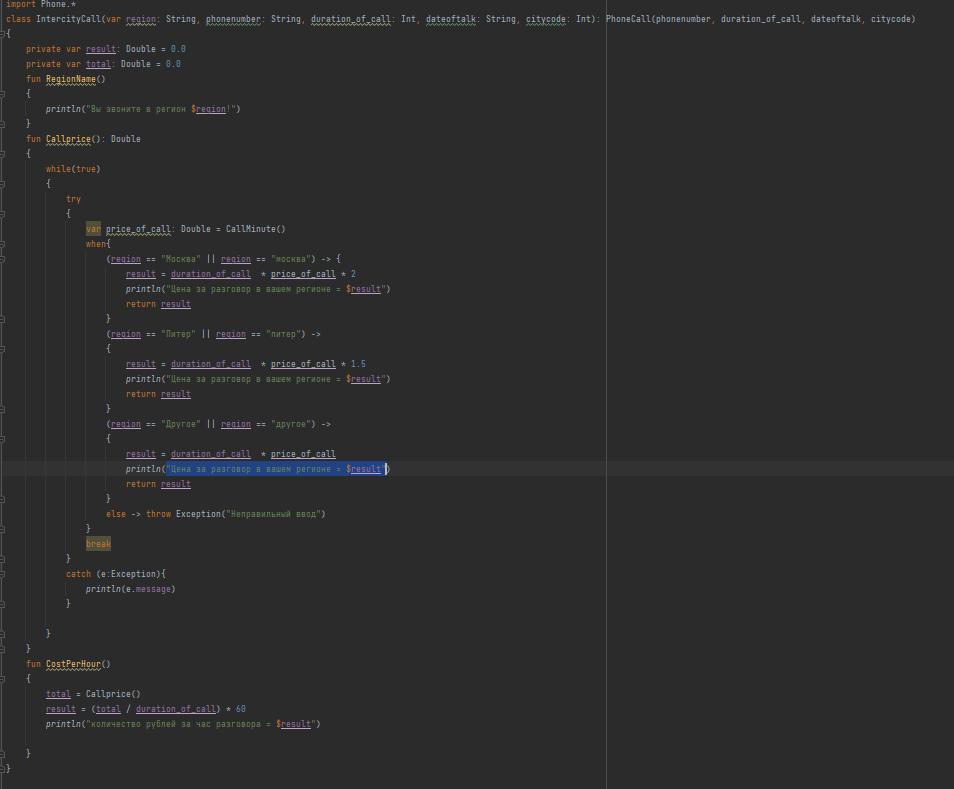 import Phone.*
class IntercityCall(var region: String, phonenumber: String, duration_of_call: Int, dateoftalk: String, citycode: Int): PhoneCall(phonenumber, duration_of_call, dateoftalk, citycode)
{
private var result: Double = 0.0
private var total: Double = 0.0
fun RegionName()
{
println("Вы звоните в регион $region!")
}
fun Callprice(): Double
{
while(true)
{
try
{
var price_of_call: Double = CallMinute()
when{
(region == "Москва" || region == "москва") -> {
result = duration_of_call * price_of_call * 2
println("Цена за разговор в вашем регионе = $result")
return result
}
(region == "Питер" || region == "питер") ->
{
result = duration_of_call * price_of_call * 1.5
println("Цена за разговор в вашем регионе = $result")
return result
}
(region == "Другое" || region == "другое") ->
{
result = duration_of_call * price_of_call
println("Цена за разговор в вашем регионе = $result")
return result
}
else -> throw Exception("Неправильный ввод")
}
break
}
catch (e:Exception){
println(e.message)
}
}
}
fun CostPerHour()
{
total = Callprice()
result = (total / duration_of_call) * 60
println("количество рублей за час разговора = $result")
}
}